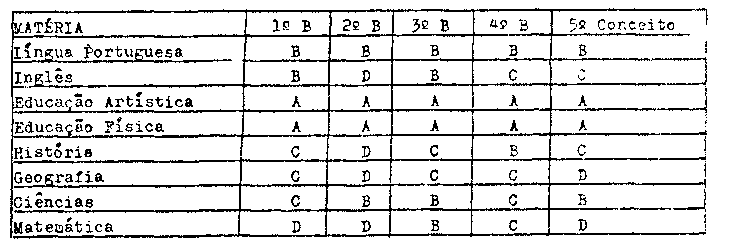 MATÉRIA 1º B 2º B 3º B 4º B 5º Conceito
Língua Portuguesa B B B B B
Inglês B D B C C
Educação Artística A A A A A
Educação Física A A A A A
História C D C B C
Geografia C D C C D
Ciências C B B C B
Matemática D D B C D